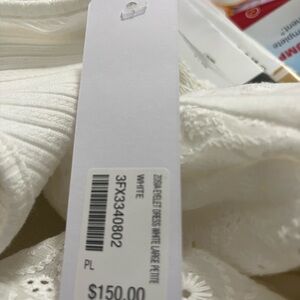 ZOSIA EYELET DRESS WHITE LARGE PETITE
WHITE
3FX3340802
PL
$150.00